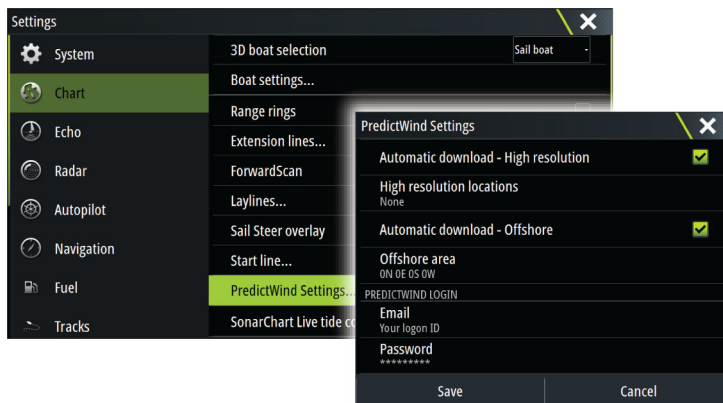 Settings
System
Chart
Echo
Radar
Autopilot
Navigation
Fuel
Tracks
3D boat selection
Sail boat
Boat settings...
Range rings
Extension lines...
ForwardScan
Laylines...
Sail Steer overlay
Start line...
PredictWind Settings...
SonarChart Live tide
PredictWind Settings
Automatic download - High resolution
High resolution locations
None
Automatic download - Offshore
Offshore area
0N 0E 0S 0W
PREDICTWIND LOGIN
Email
Your logon ID
Password
*********
Save
Cancel